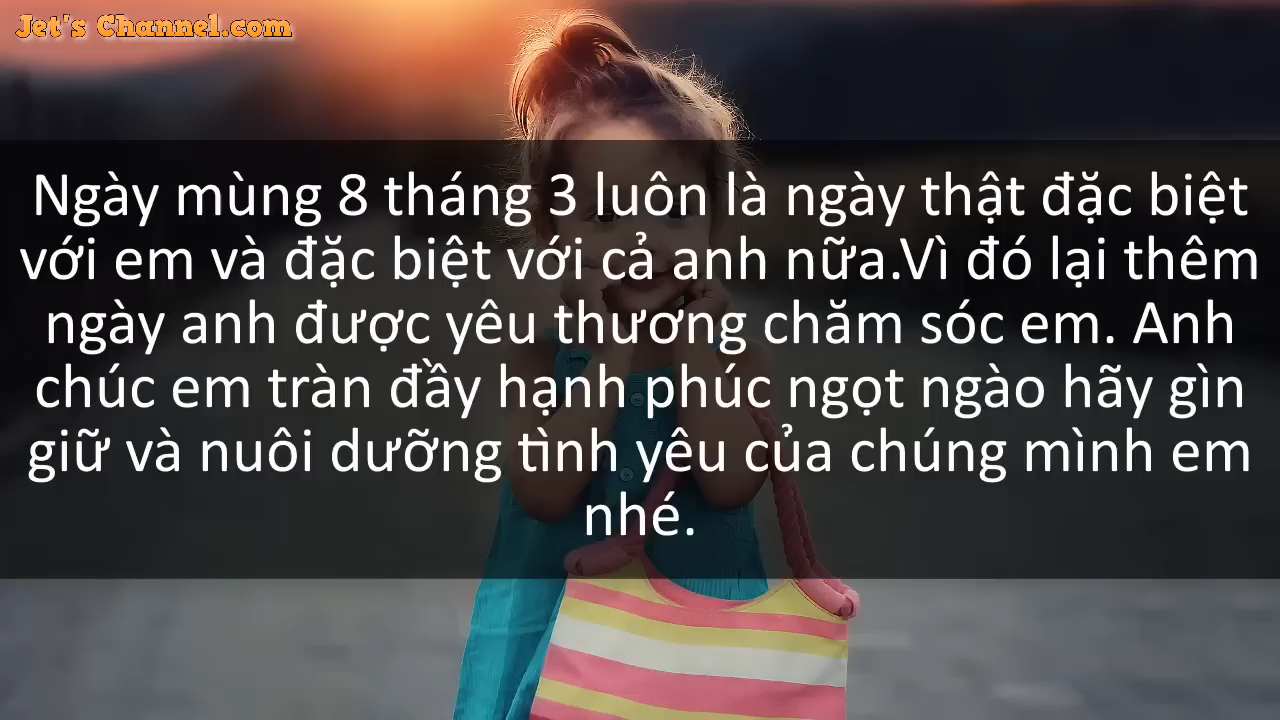 Jet's Channel.com
Ngày mùng 8 tháng 3 luôn là ngày thật đặc biệt
với em và đặc biệt với cả anh nữa.Vì đó lại thêm
ngày anh được yêu thương chăm sóc em. Anh
chúc em tràn đầy hạnh phúc ngọt ngào hãy gìn
giữ và nuôi dưỡng tình yêu của chúng mình em
nhé.